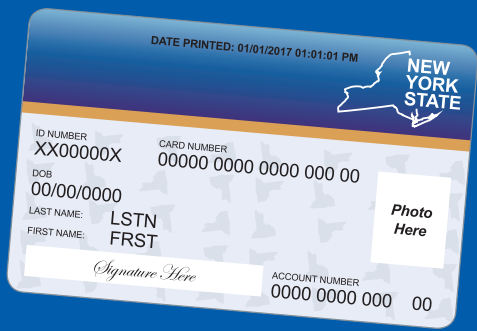 DATE PRINTED: 01/01/2017 01:01:01 PM
NEW
YORK
STATE
ID NUMBER
XX00000X
CARD NUMBER
00000 0000 0000 000 00
DOB
00/00/0000
LAST NAME: LSTN
FIRST NAME: FRST
Photo
Here
Signature Here
ACCOUNT NUMBER
0000 0000 000 00